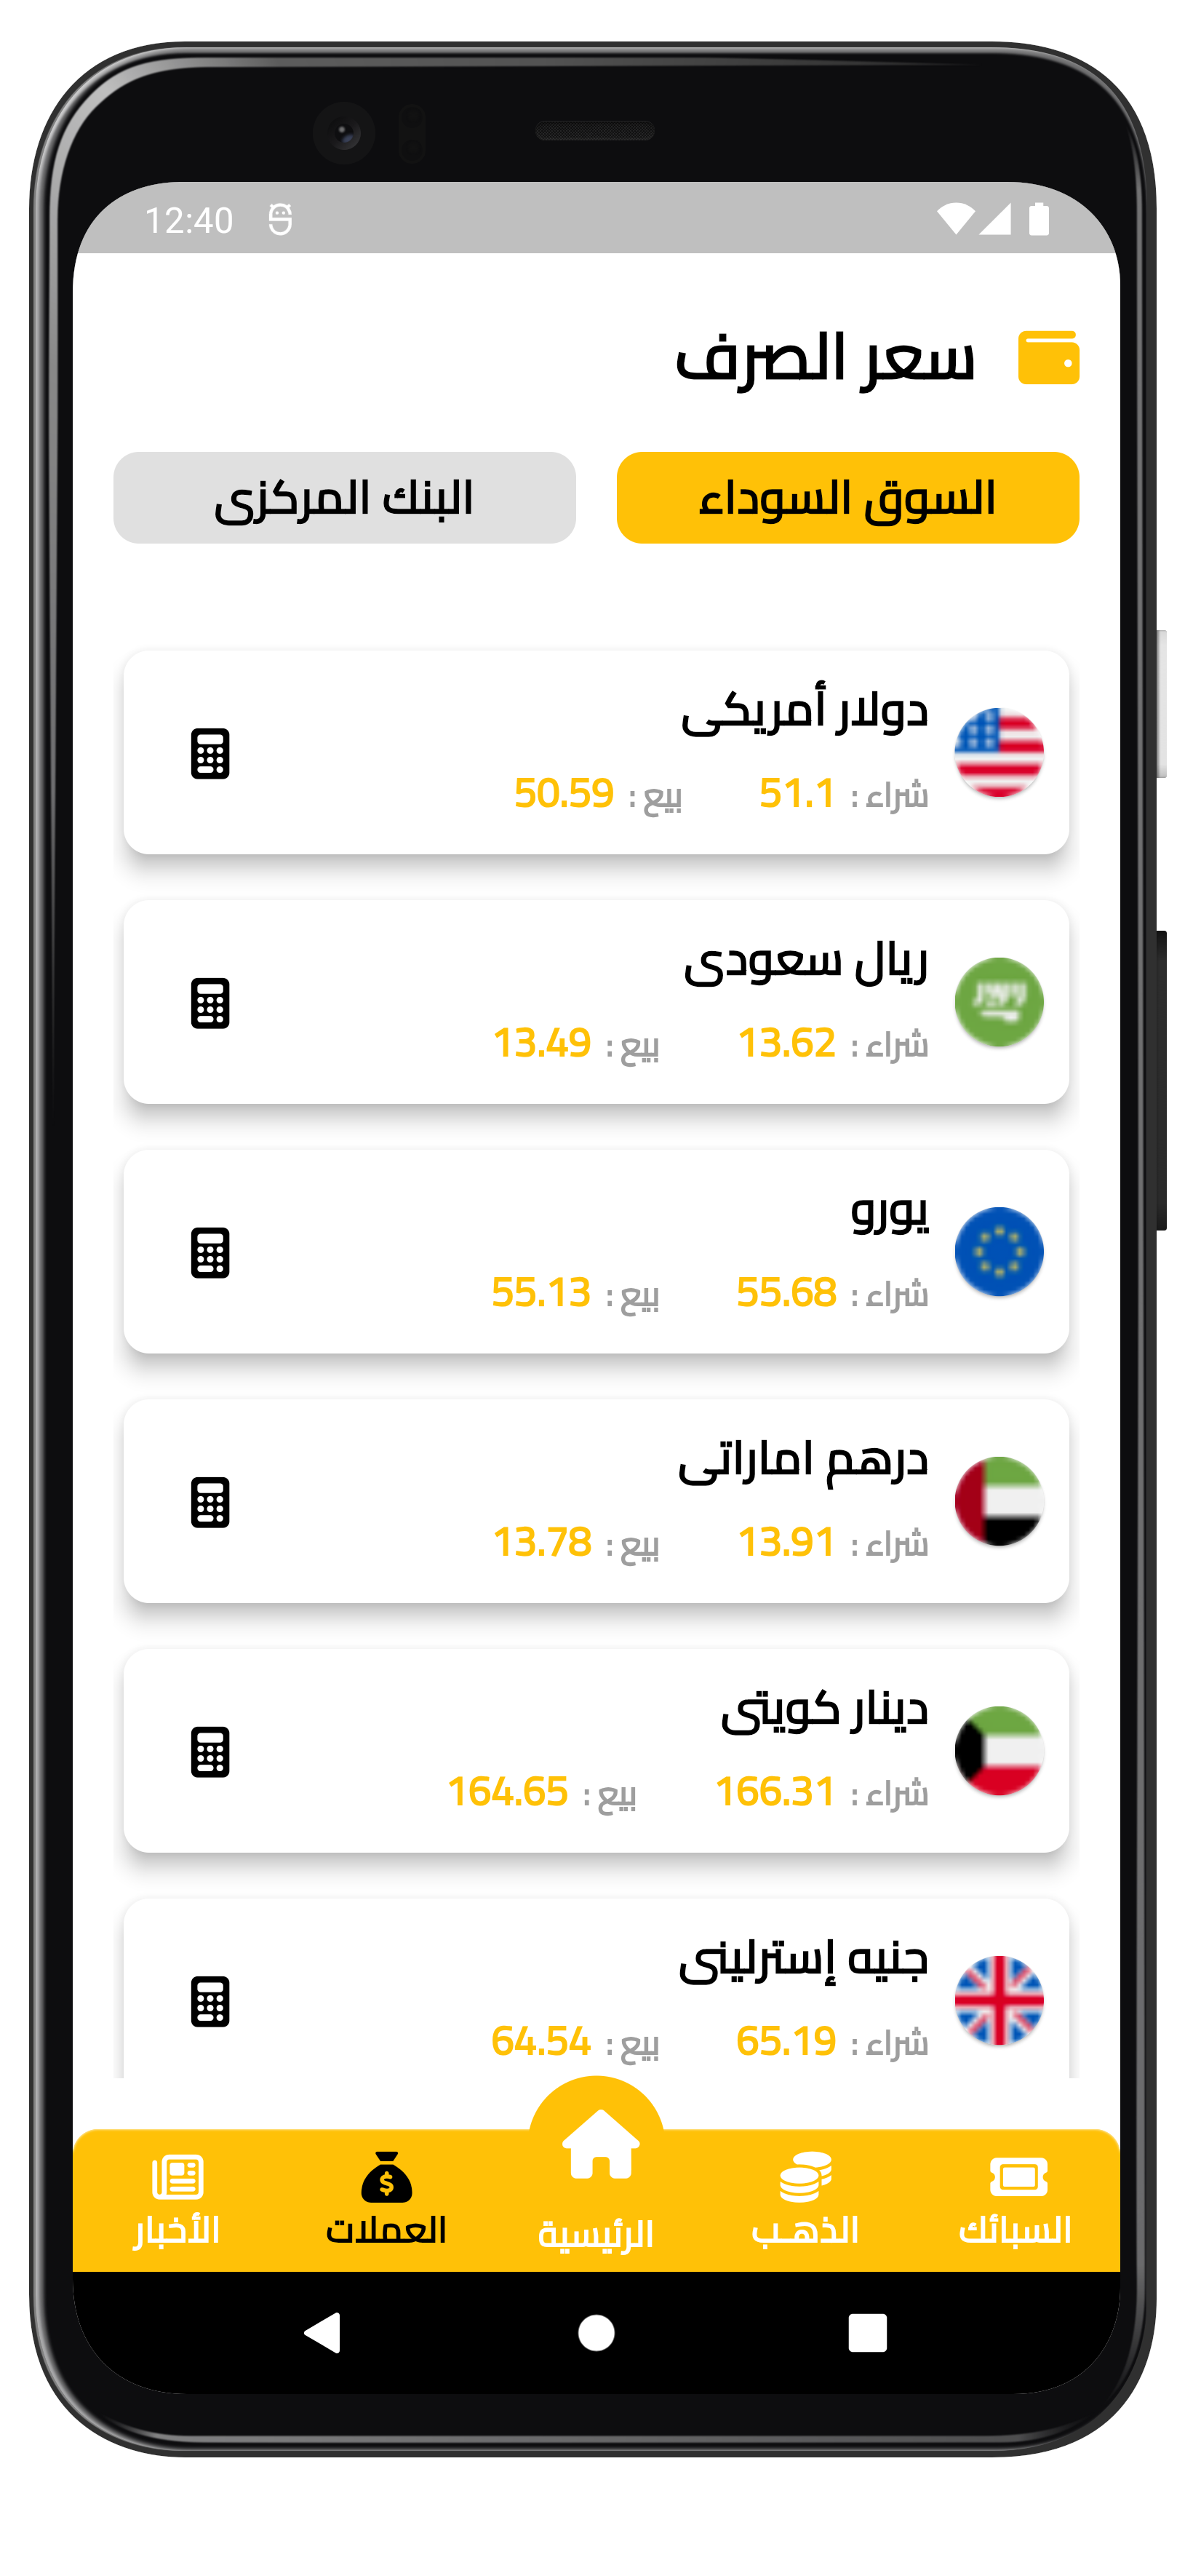 12:40
سعر الصرف
السوق السوداء
البنك المركزى
دولار أمريكى
شراء : 51.1 بيع : 50.59
ريال سعودى
شراء : 13.62 بيع : 13.49
يورو
شراء : 55.68 بيع : 55.13
درهم اماراتى
شراء : 13.91 بيع : 13.78
دينار كويتى
شراء : 166.31 بيع : 164.65
جنيه إسترلينى
شراء : 65.19 بيع : 64.54
السبائك
الذهـب
الرئيسية
العملات
الأخبار